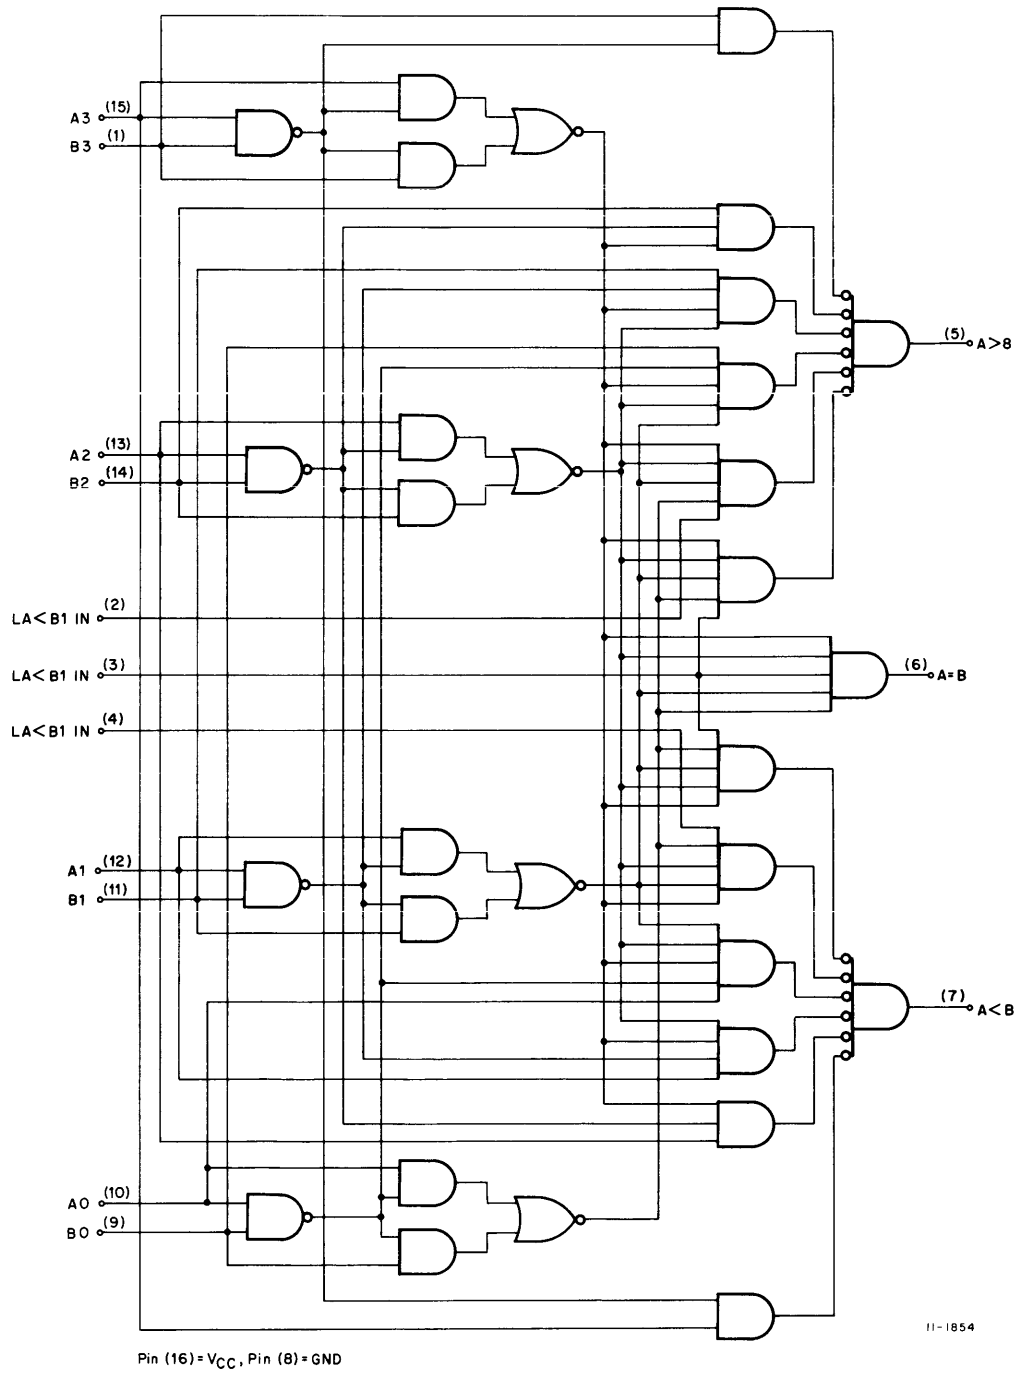 A3 (15)
B3 (1)
(5) A>8
A2 (13)
B2 (14)
LA<B1 IN (2)
LA<B1 IN (3)
(6) A=B
LA<B1 IN (4)
A1 (12)
B1 (11)
(7) A<B
A0 (10)
B0 (9)
11-1854
Pin (16) = VCC, Pin (8) = GND